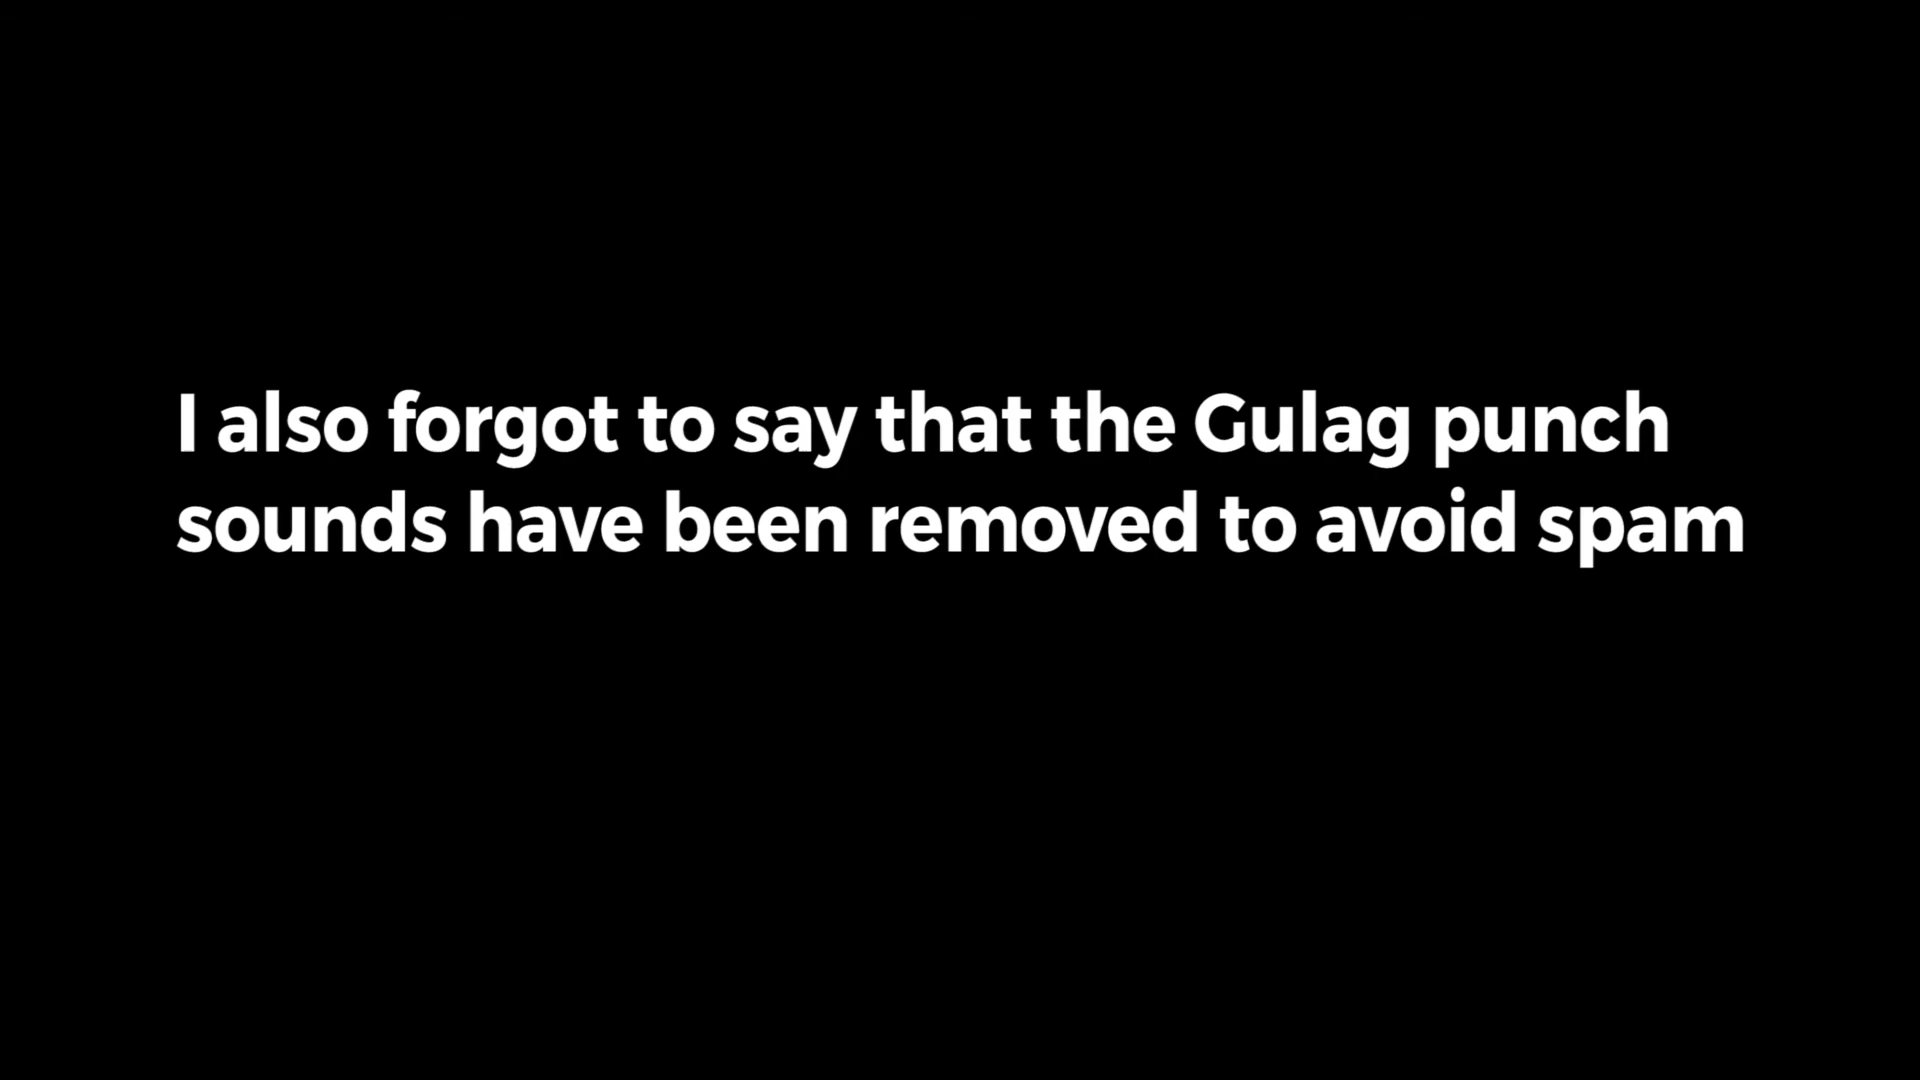 I also forgot to say that the Gulag punch
sounds have been removed to avoid spam